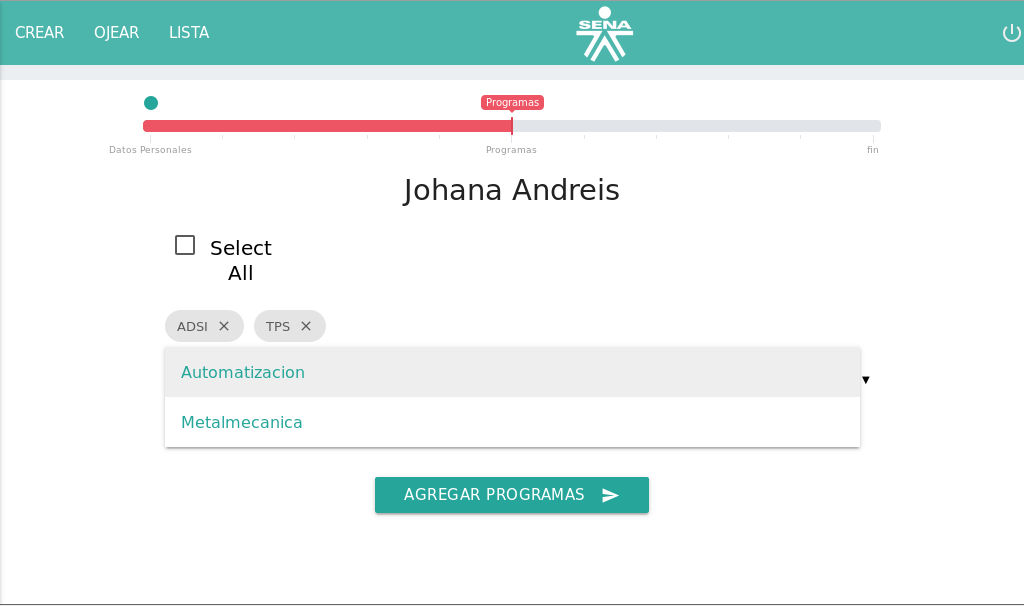 CREAR OJEAR LISTA SENA
Programas
Datos Personales Programas fin
Johana Andreis
Select
All
ADSI TPS
Automatizacion
Metalmecanica
AGREGAR PROGRAMAS